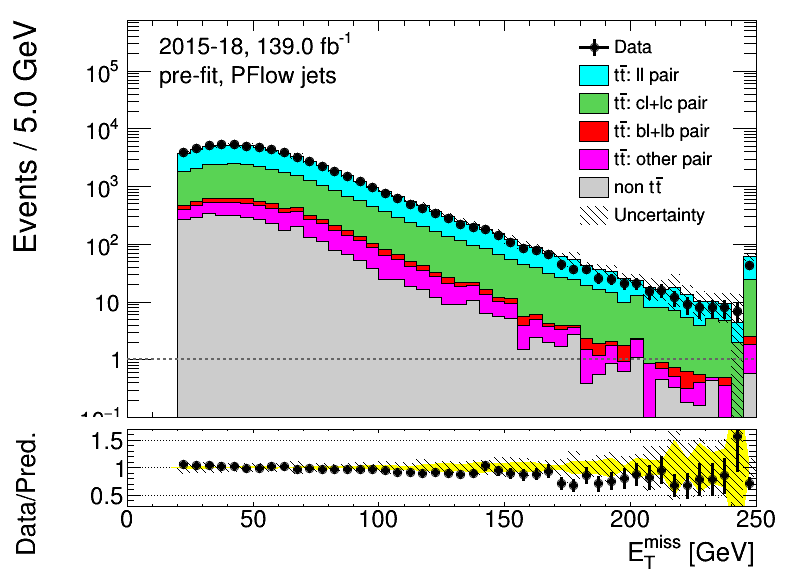 Events / 5.0 GeV
2015-18, 139.0 fb⁻¹
pre-fit, PFlow jets
Data
tt̄: ll pair
tt̄: cl+lc pair
tt̄: bl+lb pair
tt̄: other pair
non tt̄
Uncertainty
10⁵
10⁴
10³
10²
10
1
10⁻¹
Data/Pred.
1.5
1
0.5
0 50 100 150 200 250
E_T^miss [GeV]